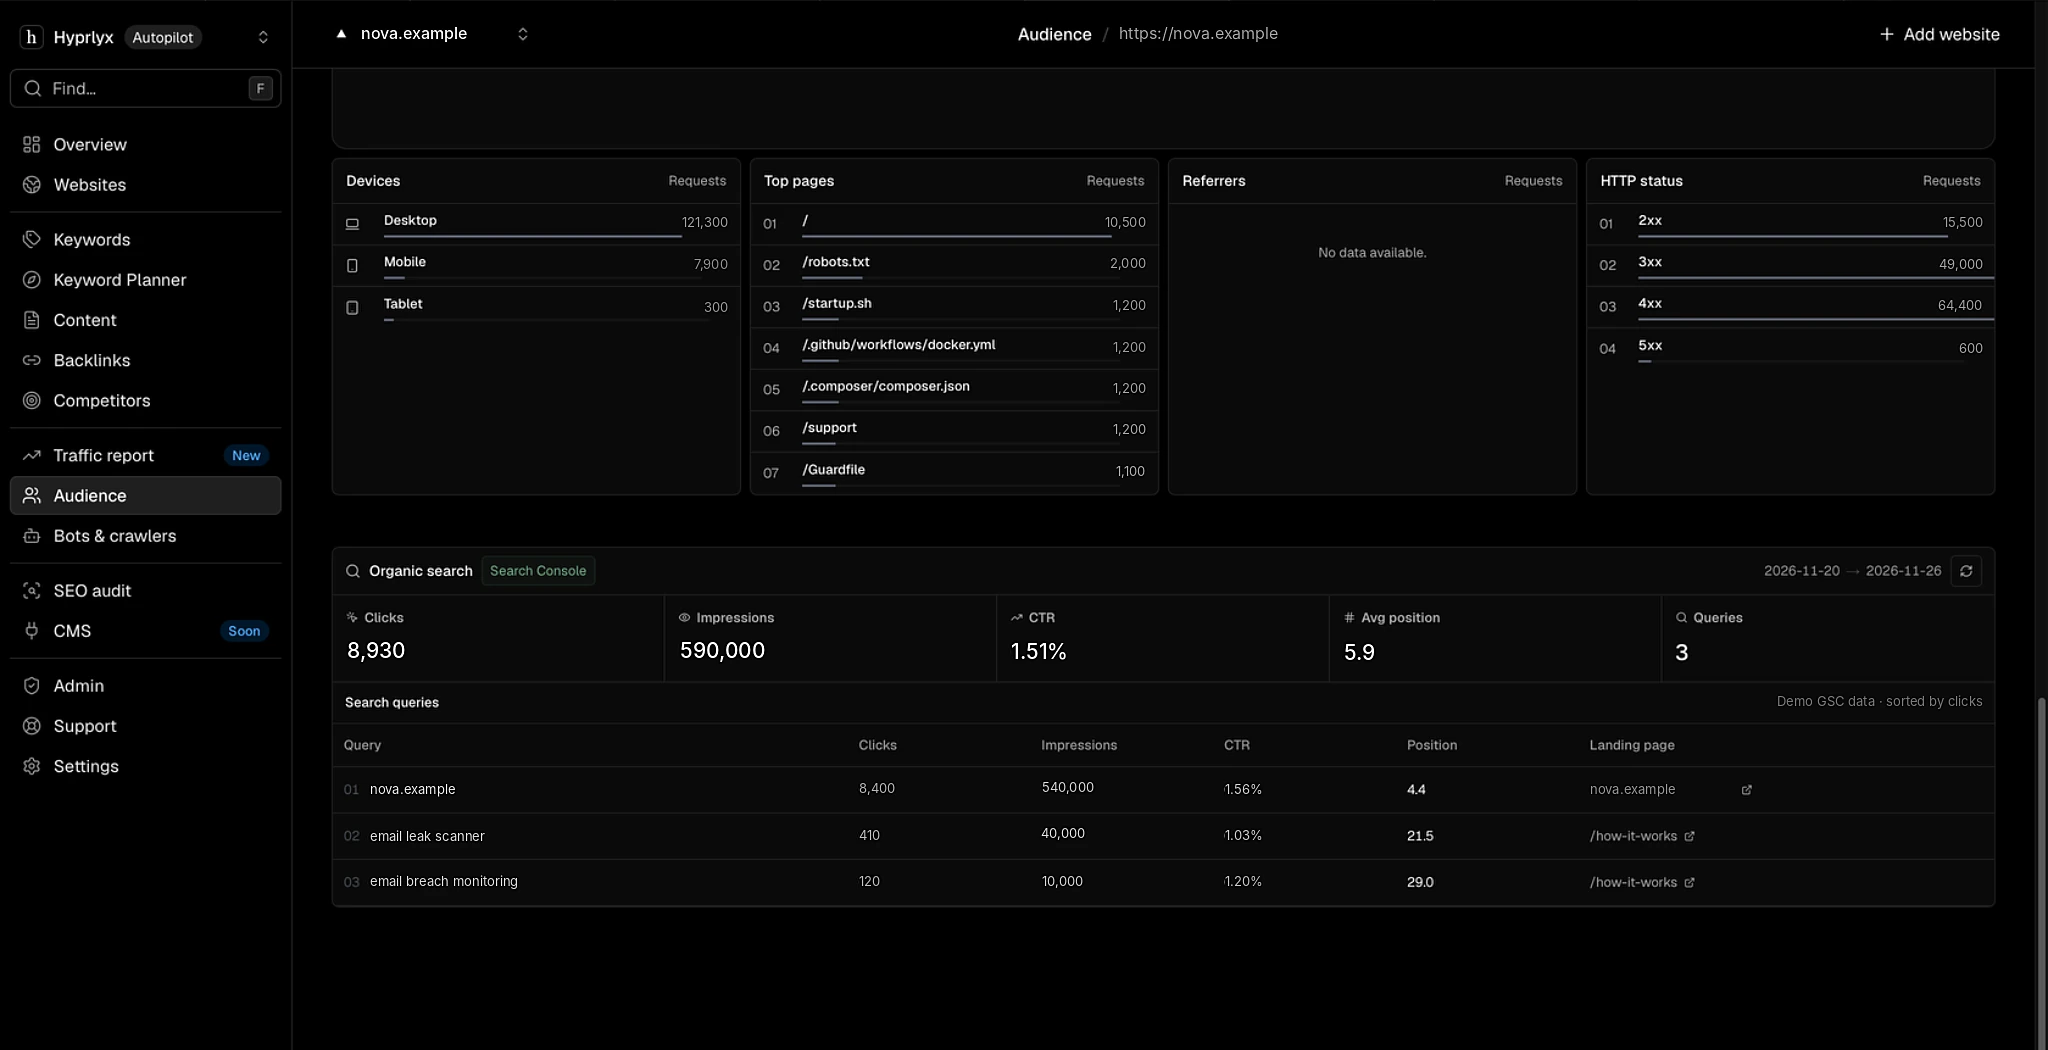 h Hyprlyx Autopilot
Find... F
Overview
Websites
Keywords
Keyword Planner
Content
Backlinks
Competitors
Traffic report New
Audience
Bots & crawlers
SEO audit
CMS Soon
Admin
Support
Settings
nova.example
Audience / https://nova.example
+ Add website
Devices Requests
Desktop 121,300
Mobile 7,900
Tablet 300
Top pages Requests
01 / 10,500
02 /robots.txt 2,000
03 /startup.sh 1,200
04 /.github/workflows/docker.yml 1,200
05 /.composer/composer.json 1,200
06 /support 1,200
07 /Guardfile 1,100
Referrers Requests
No data available.
HTTP status Requests
01 2xx 15,500
02 3xx 49,000
03 4xx 64,400
04 5xx 600
Organic search Search Console 2026-11-20 → 2026-11-26
Clicks
8,930
Impressions
590,000
CTR
1.51%
# Avg position
5.9
Queries
3
Search queries Demo GSC data · sorted by clicks
Query Clicks Impressions CTR Position Landing page
01 nova.example 8,400 540,000 1.56% 4.4 nova.example
02 email leak scanner 410 40,000 1.03% 21.5 /how-it-works
03 email breach monitoring 120 10,000 1.20% 29.0 /how-it-works